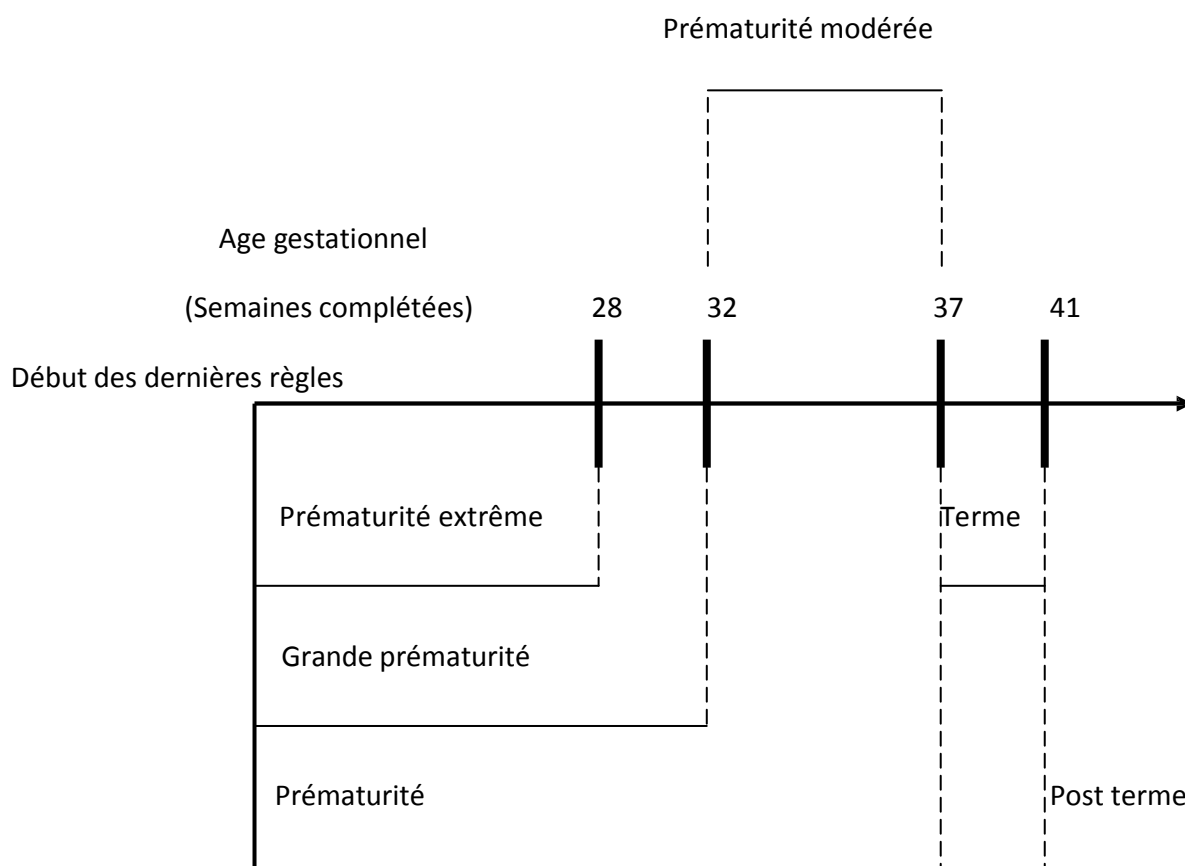 Prématurité modérée
Age gestationnel
(Semaines complétées) 28 32 37 41
Début des dernières règles
Prématurité extrême Terme
Grande prématurité
Prématurité Post terme